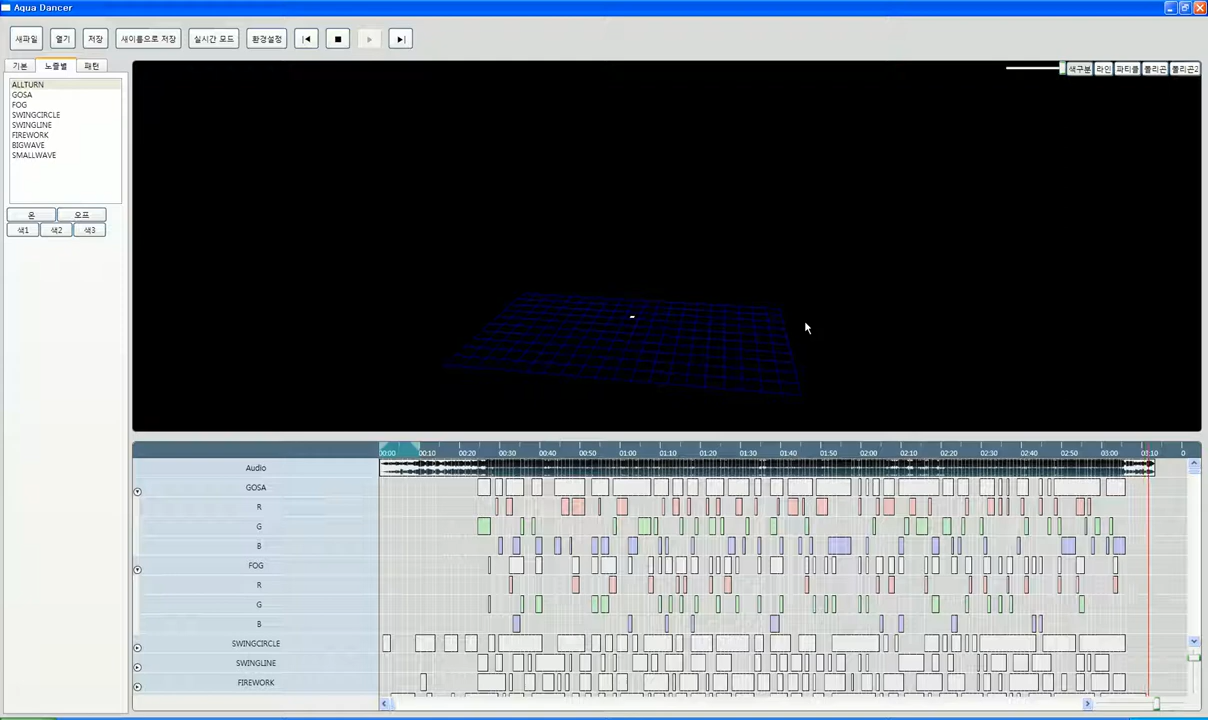 Aqua Dancer
새파일 열기 저장 새이름으로 저장 실시간 모드 환경설정
기본 노즐별 패턴
색구분 라인 파티클 폴리곤 폴리곤2
ALLTURN
GOSA
FOG
SWINGCIRCLE
SWINGLINE
FIREWORK
BIGWAVE
SMALLWAVE
온 오프
색1 색2 색3
00:00 00:10 00:20 00:30 00:40 00:50 01:00 01:10 01:20 01:30 01:40 01:50 02:00 02:10 02:20 02:30 02:40 02:50 03:00 03:10 0
Audio
GOSA
R
G
B
FOG
R
G
B
SWINGCIRCLE
SWINGLINE
FIREWORK